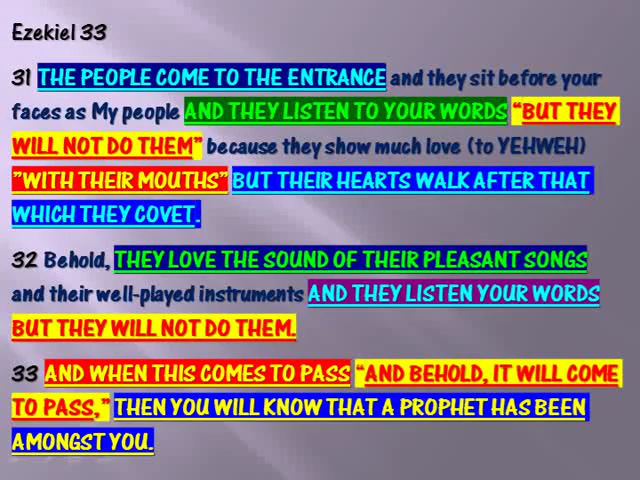 Ezekiel 33
31 THE PEOPLE COME TO THE ENTRANCE and they sit before your
faces as My people AND THEY LISTEN TO YOUR WORDS “BUT THEY
WILL NOT DO THEM” because they show much love (to YEHWEH)
”WITH THEIR MOUTHS” BUT THEIR HEARTS WALK AFTER THAT
WHICH THEY COVET.
32 Behold, THEY LOVE THE SOUND OF THEIR PLEASANT SONGS
and their well-played instruments AND THEY LISTEN YOUR WORDS
BUT THEY WILL NOT DO THEM.
33 AND WHEN THIS COMES TO PASS “AND BEHOLD, IT WILL COME
TO PASS,” THEN YOU WILL KNOW THAT A PROPHET HAS BEEN
AMONGST YOU.